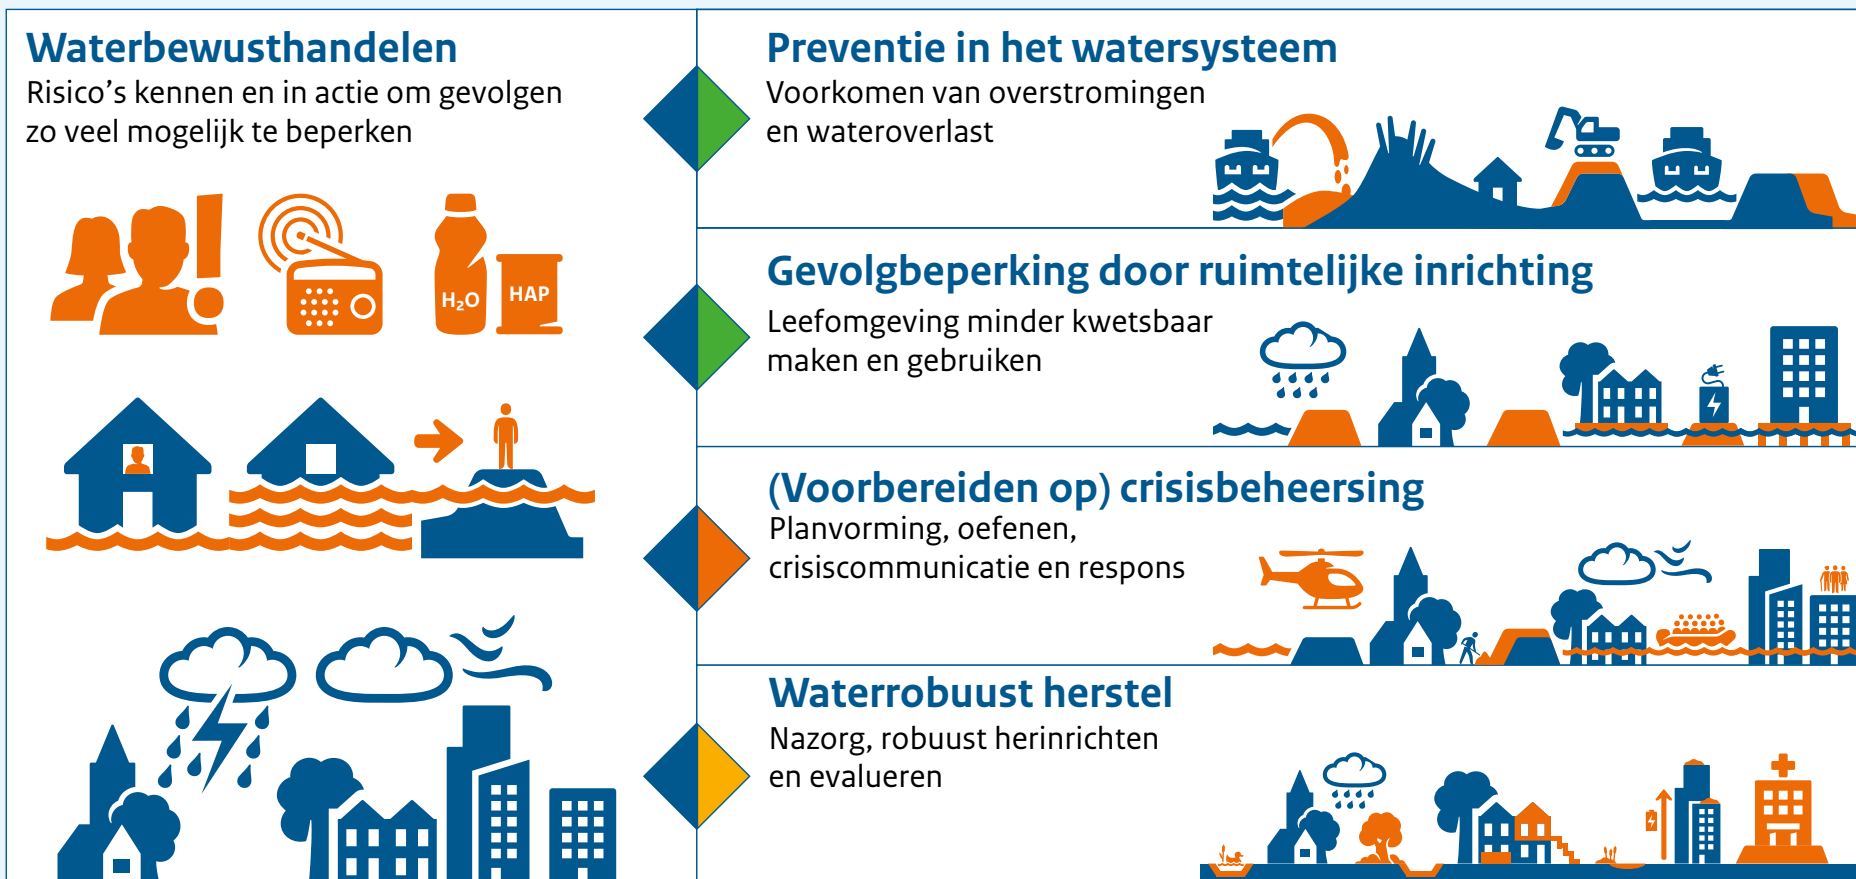 Waterbewusthandelen
Risico's kennen en in actie om gevolgen
zo veel mogelijk te beperken
H₂O
HAP
Preventie in het watersysteem
Voorkomen van overstromingen
en wateroverlast
Gevolgbeperking door ruimtelijke inrichting
Leefomgeving minder kwetsbaar
maken en gebruiken
(Voorbereiden op) crisisbeheersing
Planvorming, oefenen,
crisiscommunicatie en respons
Waterrobuust herstel
Nazorg, robuust herinrichten
en evalueren